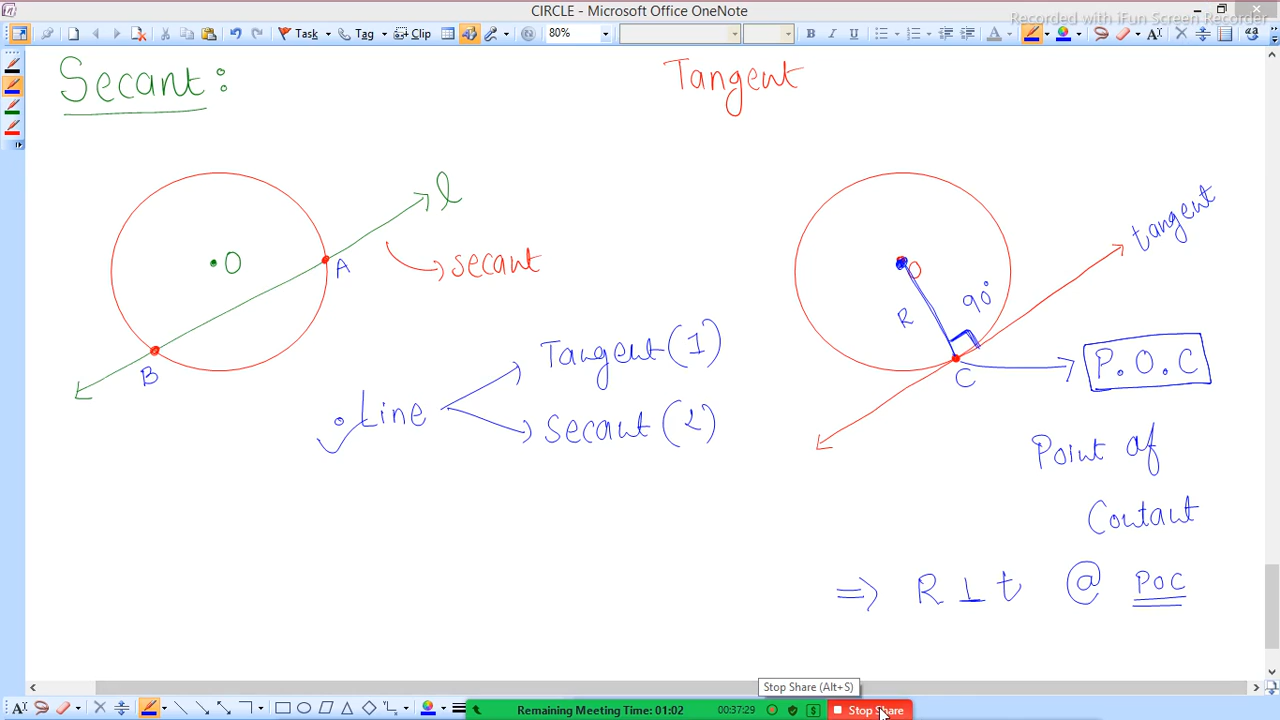 CIRCLE - Microsoft Office OneNote
Recorded with iFun Screen Recorder
Task Tag Clip 80% B I U A
Secant:
Tangent
l
tangent
O
A
secant
O
R
90°
Tangent (1)
B
C
P.O.C
.Line
Secant (2)
Point of
Contact
⇒ R ⊥ t @ POC
Stop Share (Alt+S)
Remaining Meeting Time: 01:02 00:37:29 Stop Share